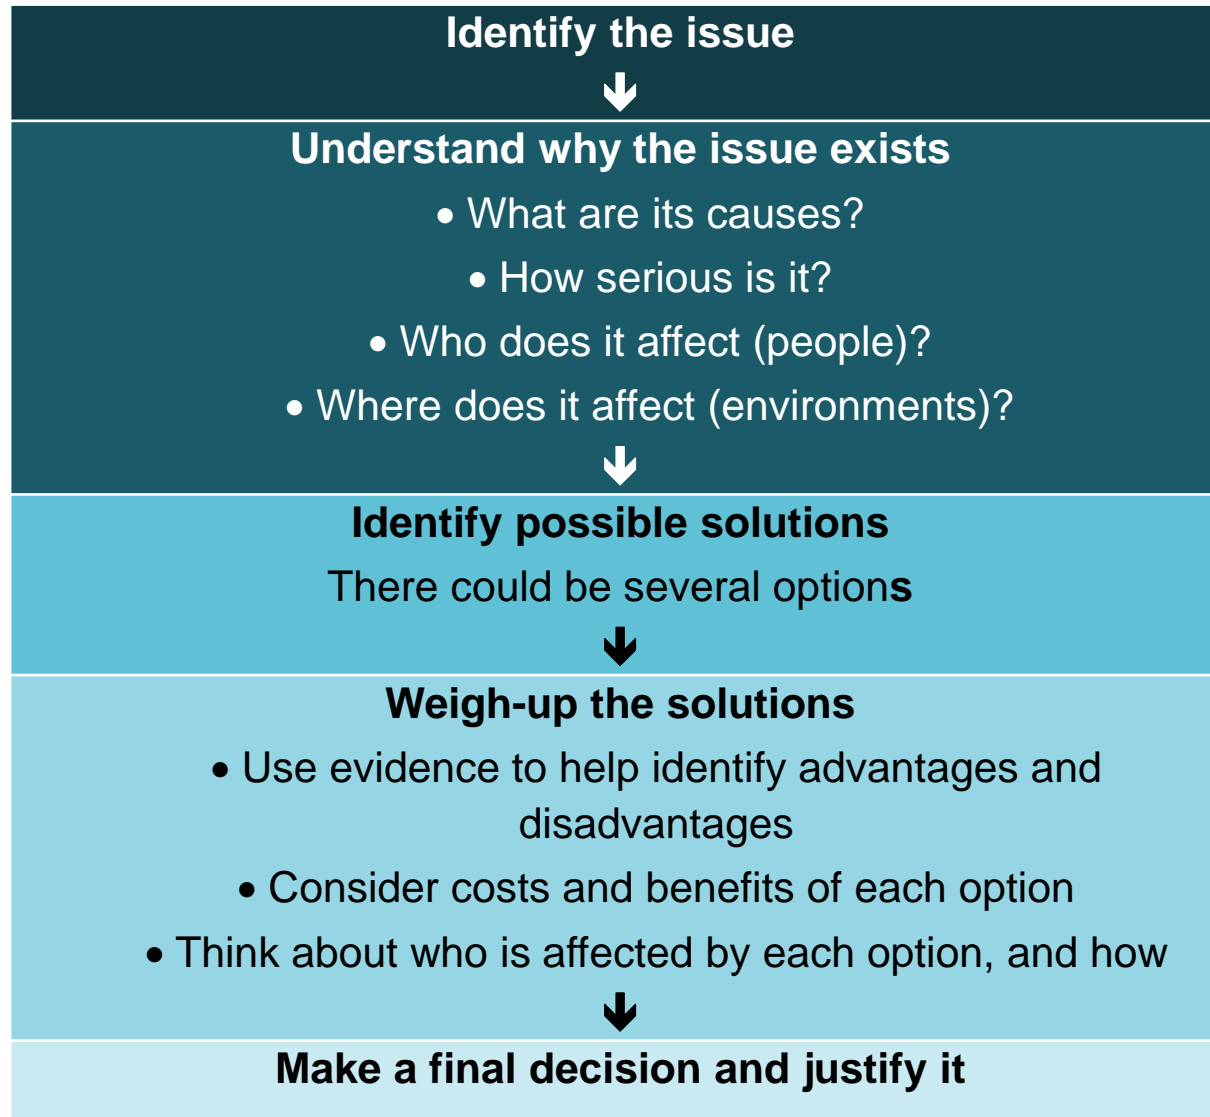 Identify the issue
Understand why the issue exists
• What are its causes?
• How serious is it?
• Who does it affect (people)?
• Where does it affect (environments)?
Identify possible solutions
There could be several options
Weigh-up the solutions
• Use evidence to help identify advantages and
disadvantages
• Consider costs and benefits of each option
• Think about who is affected by each option, and how
Make a final decision and justify it